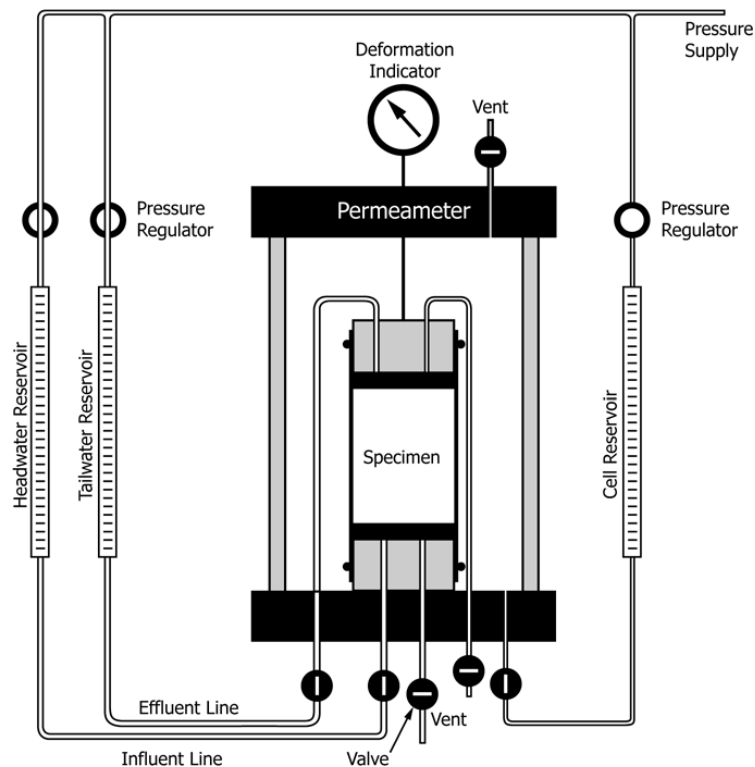 Pressure
Supply
Deformation
Indicator
Vent
Permeameter
Pressure
Regulator
Pressure
Regulator
Headwater Reservoir
Tailwater Reservoir
Specimen
Cell Reservoir
Effluent Line
Influent Line
Valve
Vent